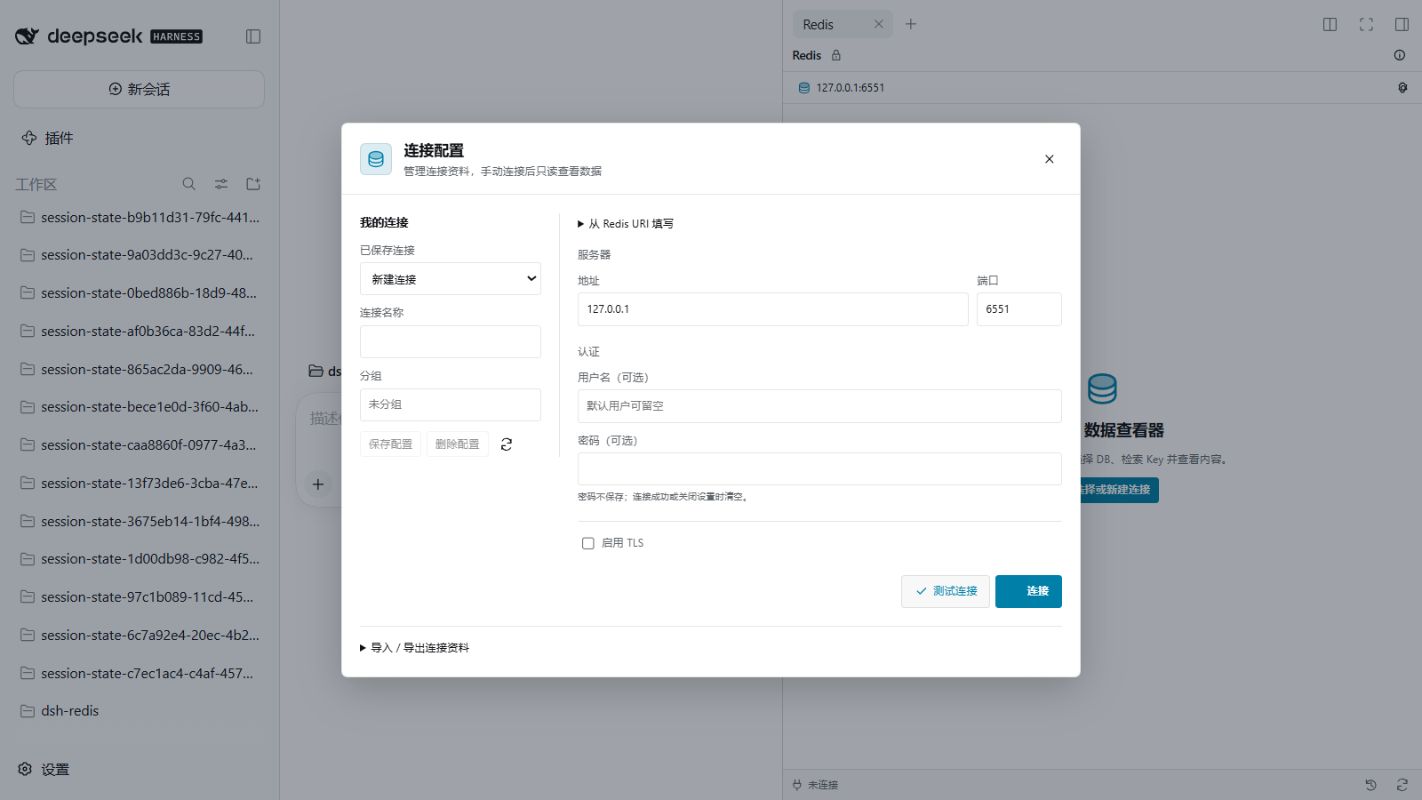 deepseek HARNESS
新会话
插件
工作区
session-state-b9b11d31-79fc-441...
session-state-9a03dd3c-9c27-40...
session-state-0bed886b-18d9-48...
session-state-af0b36ca-83d2-44f...
session-state-865ac2da-9909-46...
session-state-bece1e0d-3f60-4ab...
session-state-caa8860f-0977-4a3...
session-state-13f73de6-3cba-47e...
session-state-3675eb14-1bf4-498...
session-state-1d00db98-c982-4f5...
session-state-97c1b089-11cd-45...
session-state-6c7a92e4-20ec-4b2...
session-state-c7ec1ac4-c4af-457...
dsh-redis
设置
ds
描述
Redis
Redis
127.0.0.1:6551
数据查看器
择 DB、检索 Key 并查看内容。
择或新建连接
未连接
连接配置
管理连接资料，手动连接后只读查看数据
我的连接
已保存连接
新建连接
连接名称
分组
未分组
保存配置
删除配置
从 Redis URI 填写
服务器
地址
端口
127.0.0.1
6551
认证
用户名（可选）
默认用户可留空
密码（可选）
密码不保存；连接成功或关闭设置时清空。
启用 TLS
测试连接
连接
导入 / 导出连接资料